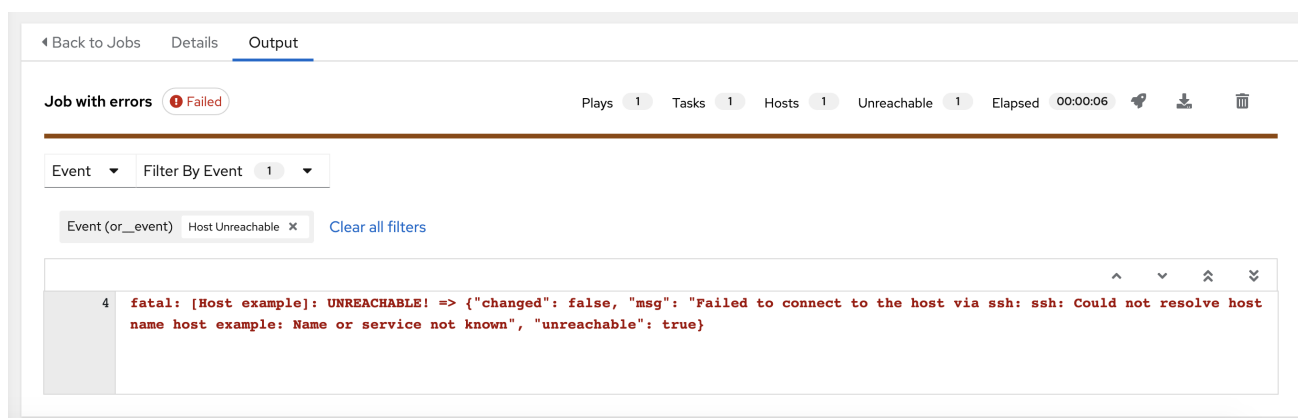 Back to Jobs Details Output
Job with errors Failed Plays 1 Tasks 1 Hosts 1 Unreachable 1 Elapsed 00:00:06
Event Filter By Event 1
Event (or__event) Host Unreachable Clear all filters
4 fatal: [Host example]: UNREACHABLE! => {"changed": false, "msg": "Failed to connect to the host via ssh: ssh: Could not resolve host
name host example: Name or service not known", "unreachable": true}